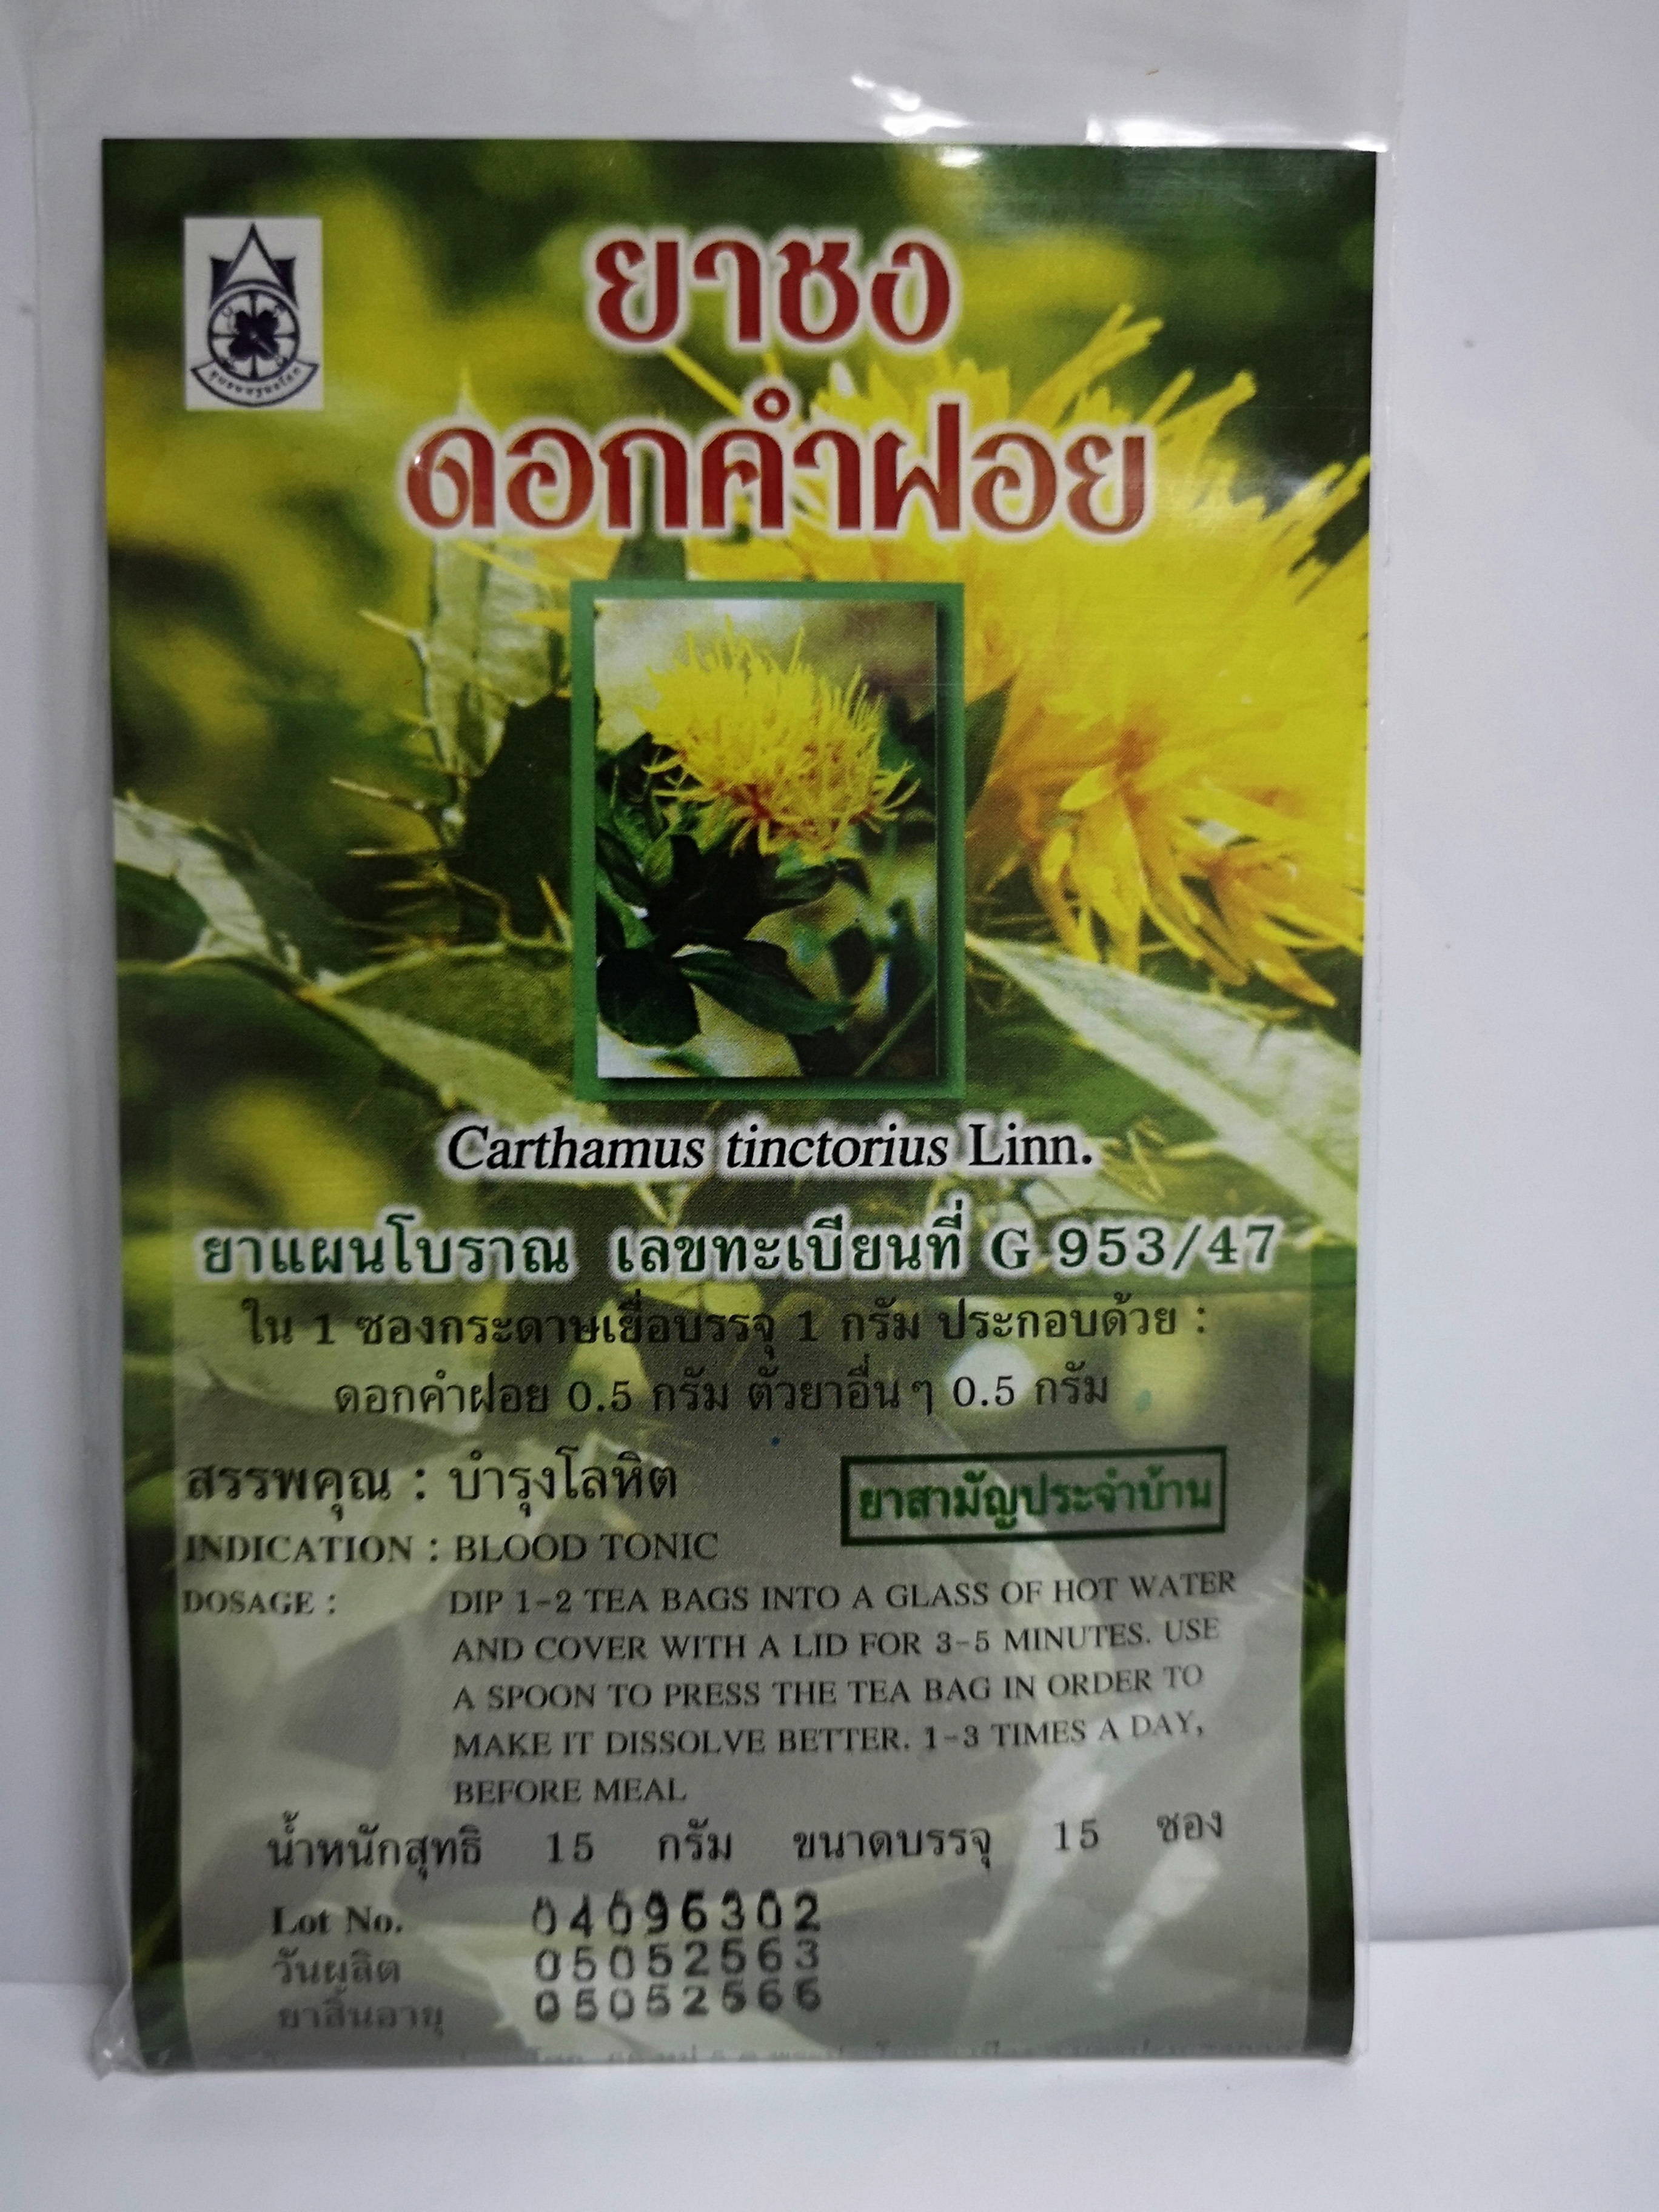 ยาชง
ดอกคำฝอย
Carthamus tinctorius Linn.
ยาแผนโบราณ เลขทะเบียนที่ G 953/47
ใน 1 ซองกระดาษเยื่อบรรจุ 1 กรัม ประกอบด้วย :
ดอกคำฝอย 0.5 กรัม ตัวยาอื่นๆ 0.5 กรัม
สรรพคุณ : บำรุงโลหิต
ยาสามัญประจำบ้าน
INDICATION : BLOOD TONIC
DOSAGE : DIP 1-2 TEA BAGS INTO A GLASS OF HOT WATER
AND COVER WITH A LID FOR 3-5 MINUTES. USE
A SPOON TO PRESS THE TEA BAG IN ORDER TO
MAKE IT DISSOLVE BETTER. 1-3 TIMES A DAY,
BEFORE MEAL
น้ำหนักสุทธิ 15 กรัม ขนาดบรรจุ 15 ซอง
Lot No. 04096302
วันผลิต 05052563
ยาสิ้นอายุ 05052566